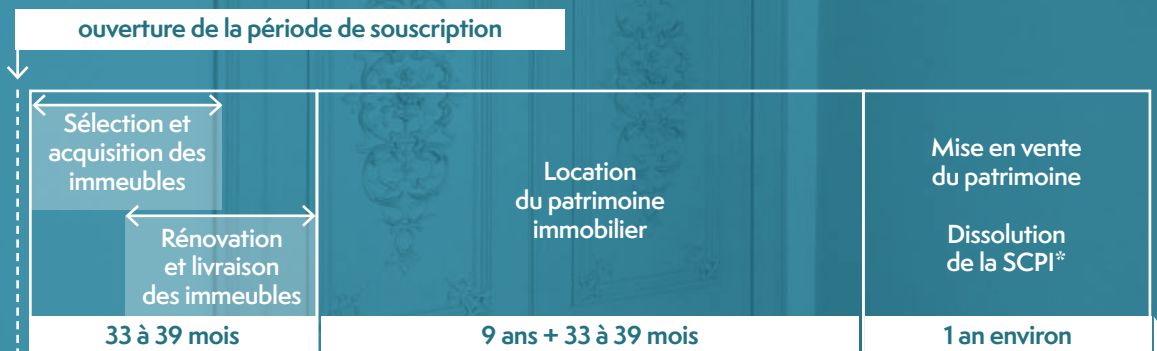 ouverture de la période de souscription
Sélection et
acquisition des
immeubles
Rénovation
et livraison
des immeubles
Location
du patrimoine
immobilier
Mise en vente
du patrimoine
Dissolution
de la SCPI*
33 à 39 mois
9 ans + 33 à 39 mois
1 an environ